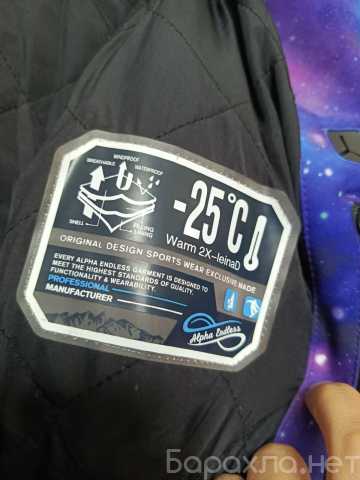 WINDPROOF
BREATHABLE
WATERPROOF
SHELL
FILLING
LINING
-25°C
Warm 2X-leinaD
ORIGINAL DESIGN SPORTS WEAR EXCLUSIVE MADE
EVERY ALPHA ENDLESS GARMENT IS DESIGNED TO
MEET THE HIGHEST STANDARDS OF QUALITY,
FUNCTIONALITY & WEARABILITY.
PROFESSIONAL
MANUFACTURER
Alpha Endless
Барахла.нет